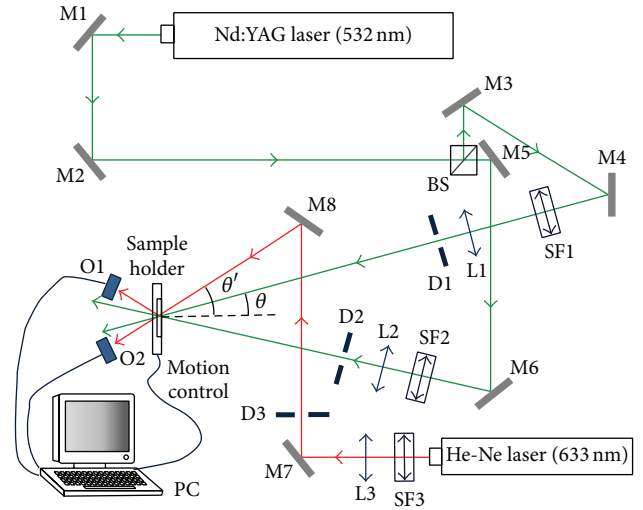 M1
Nd:YAG laser (532 nm)
M3
M5
M4
M2
BS
M8
SF1
Sample
holder
O1
L1
D1
θ′
θ
D2
L2
SF2
O2
M6
Motion
control
D3
He-Ne laser (633 nm)
M7
PC
L3
SF3